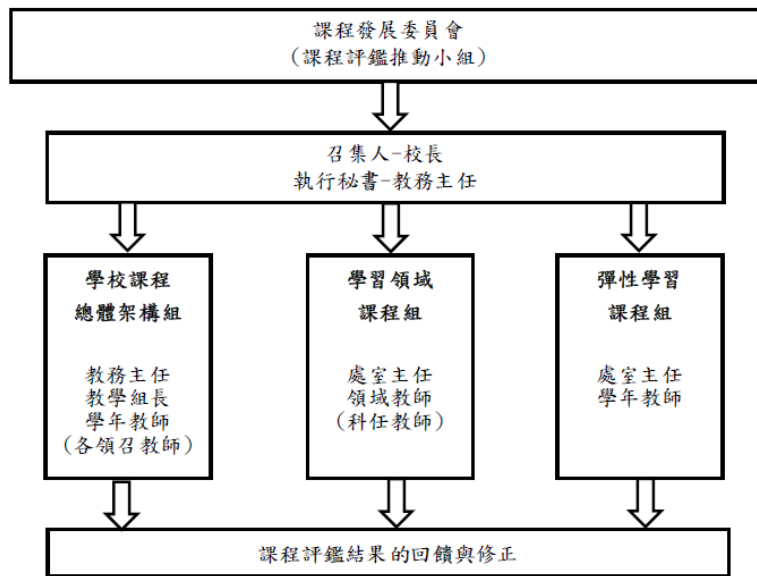 課程發展委員會
(課程評鑑推動小組)
召集人-校長
執行秘書-教務主任
學校課程
總體架構組
教務主任
教學組長
學年教師
(各領召教師)
學習領域
課程組
處室主任
領域教師
(科任教師)
彈性學習
課程組
處室主任
學年教師
課程評鑑結果的回饋與修正